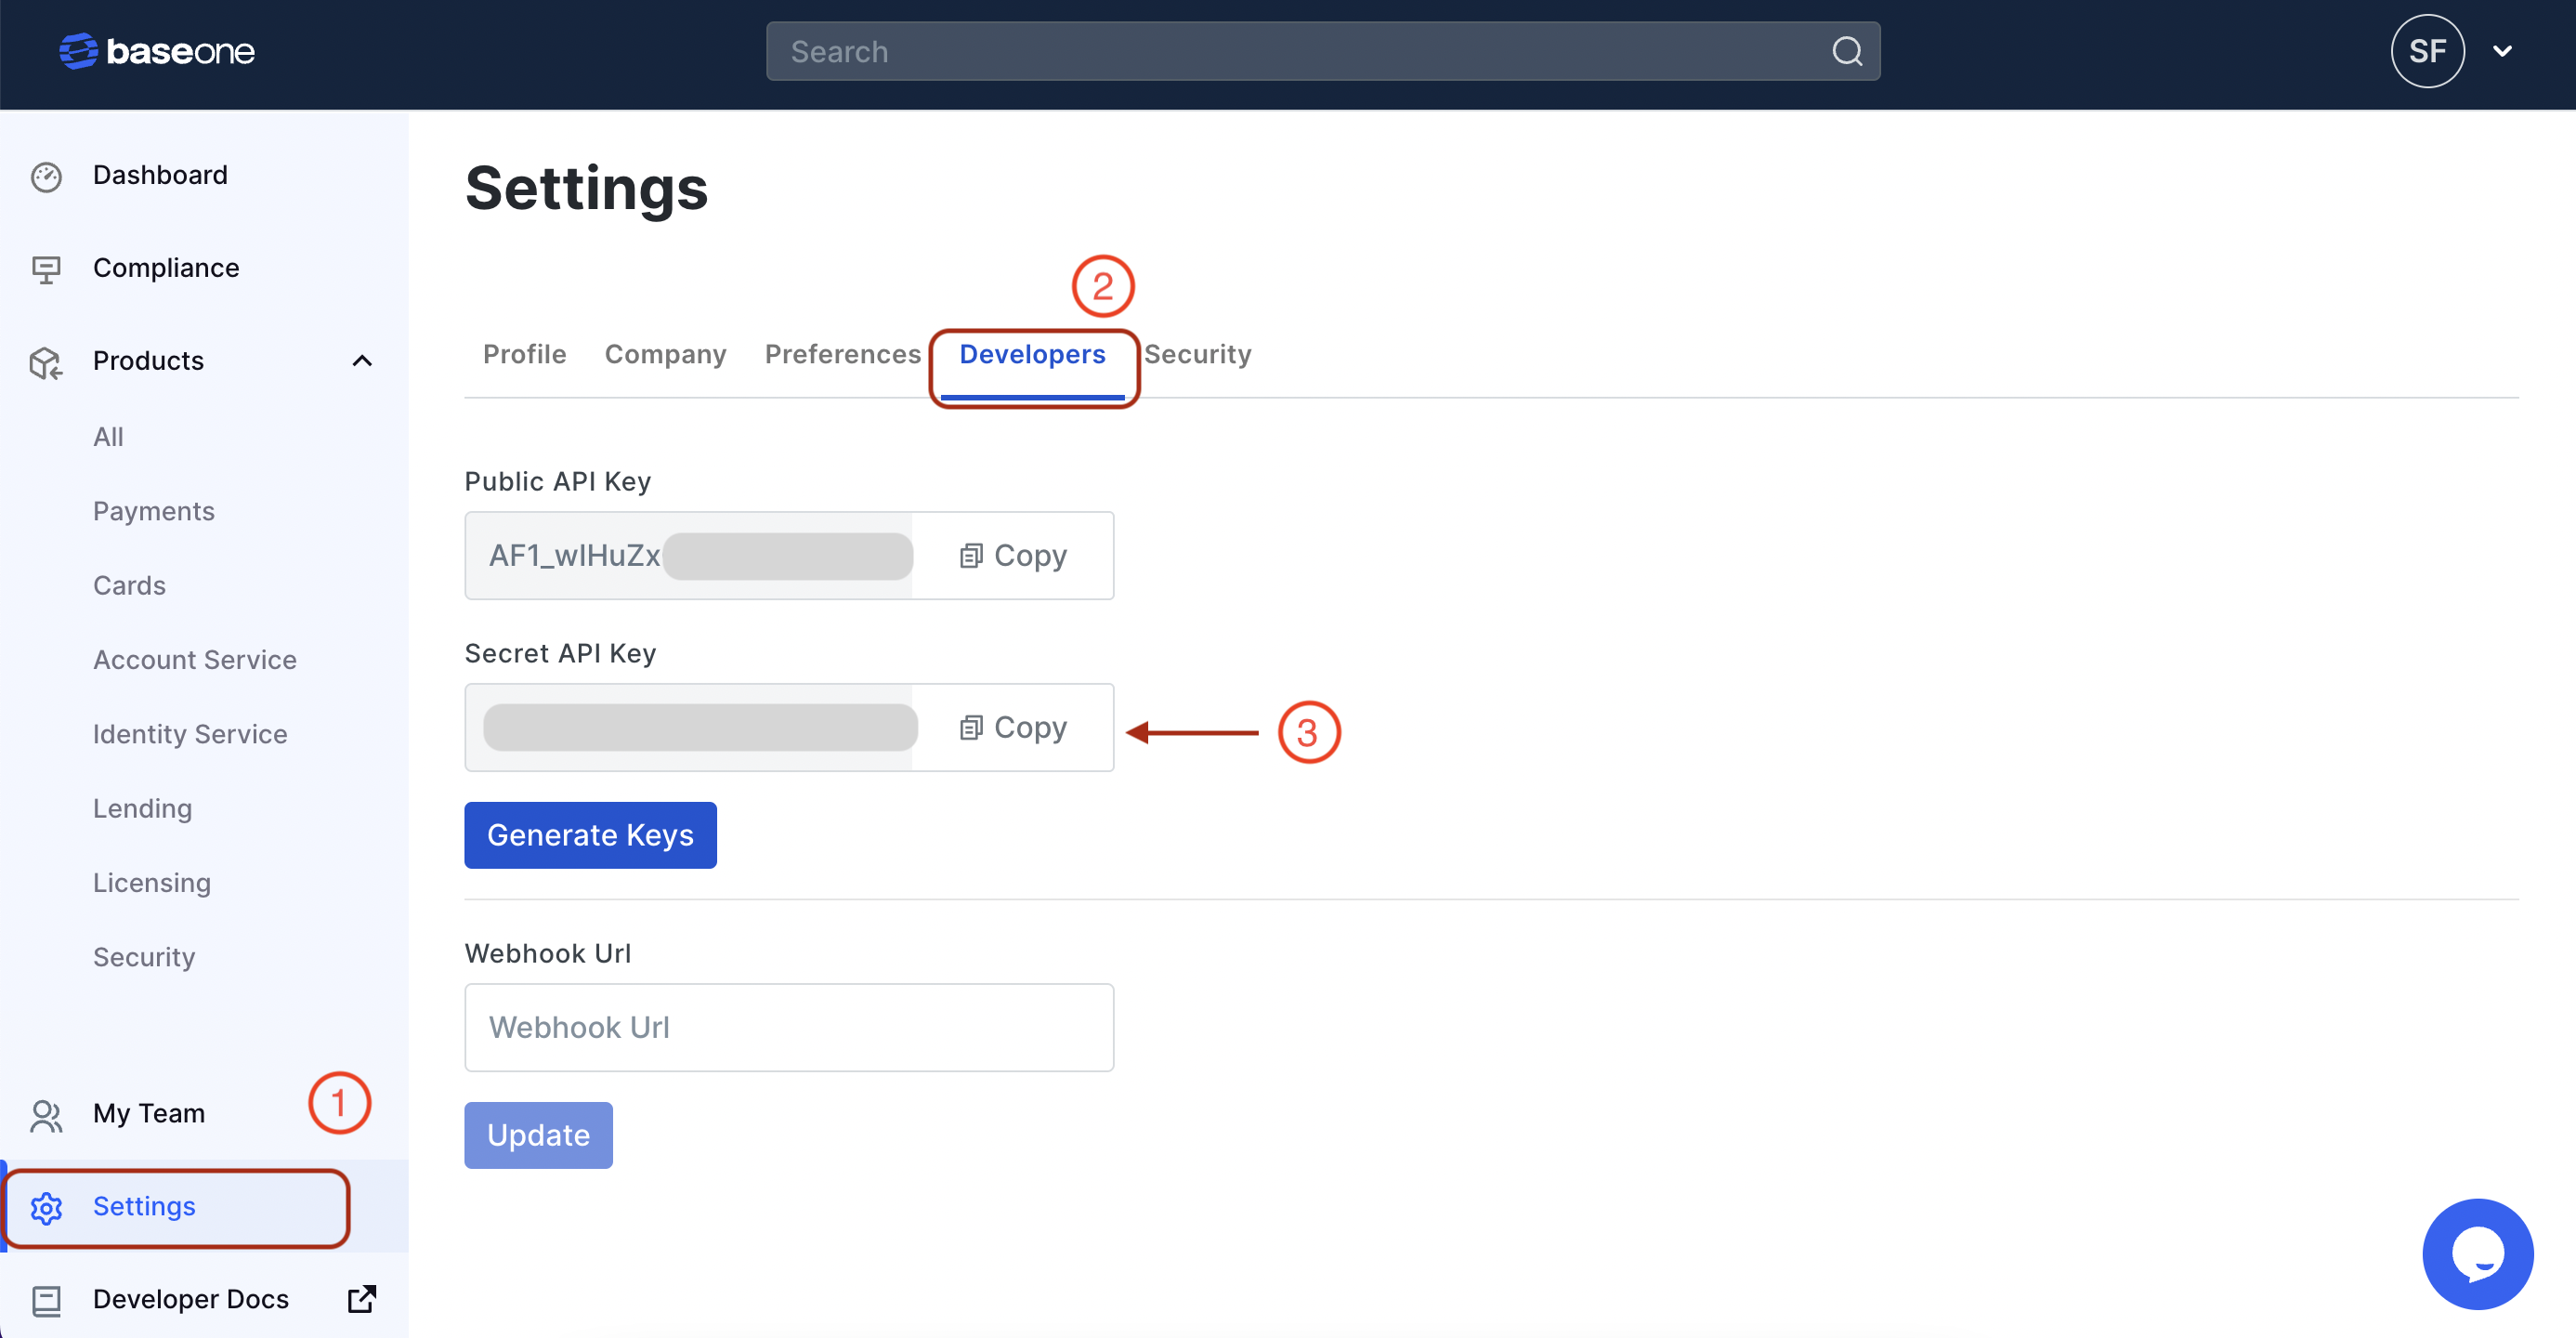 baseone
Search
SF
Dashboard
Compliance
Products
All
Payments
Cards
Account Service
Identity Service
Lending
Licensing
Security
My Team
1
Settings
Developer Docs
Settings
2
Profile Company Preferences Developers Security
Public API Key
AF1_wIHuZx Copy
Secret API Key
Copy 3
Generate Keys
Webhook Url
Webhook Url
Update